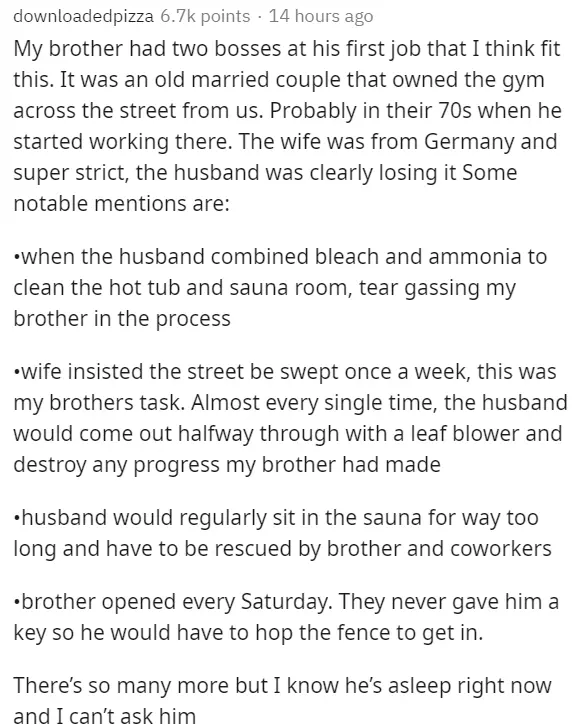 downloadedpizza 6.7k points · 14 hours ago
My brother had two bosses at his first job that I think fit
this. It was an old married couple that owned the gym
across the street from us. Probably in their 70s when he
started working there. The wife was from Germany and
super strict, the husband was clearly losing it Some
notable mentions are:
•when the husband combined bleach and ammonia to
clean the hot tub and sauna room, tear gassing my
brother in the process
•wife insisted the street be swept once a week, this was
my brothers task. Almost every single time, the husband
would come out halfway through with a leaf blower and
destroy any progress my brother had made
•husband would regularly sit in the sauna for way too
long and have to be rescued by brother and coworkers
•brother opened every Saturday. They never gave him a
key so he would have to hop the fence to get in.
There’s so many more but I know he’s asleep right now
and I can’t ask him